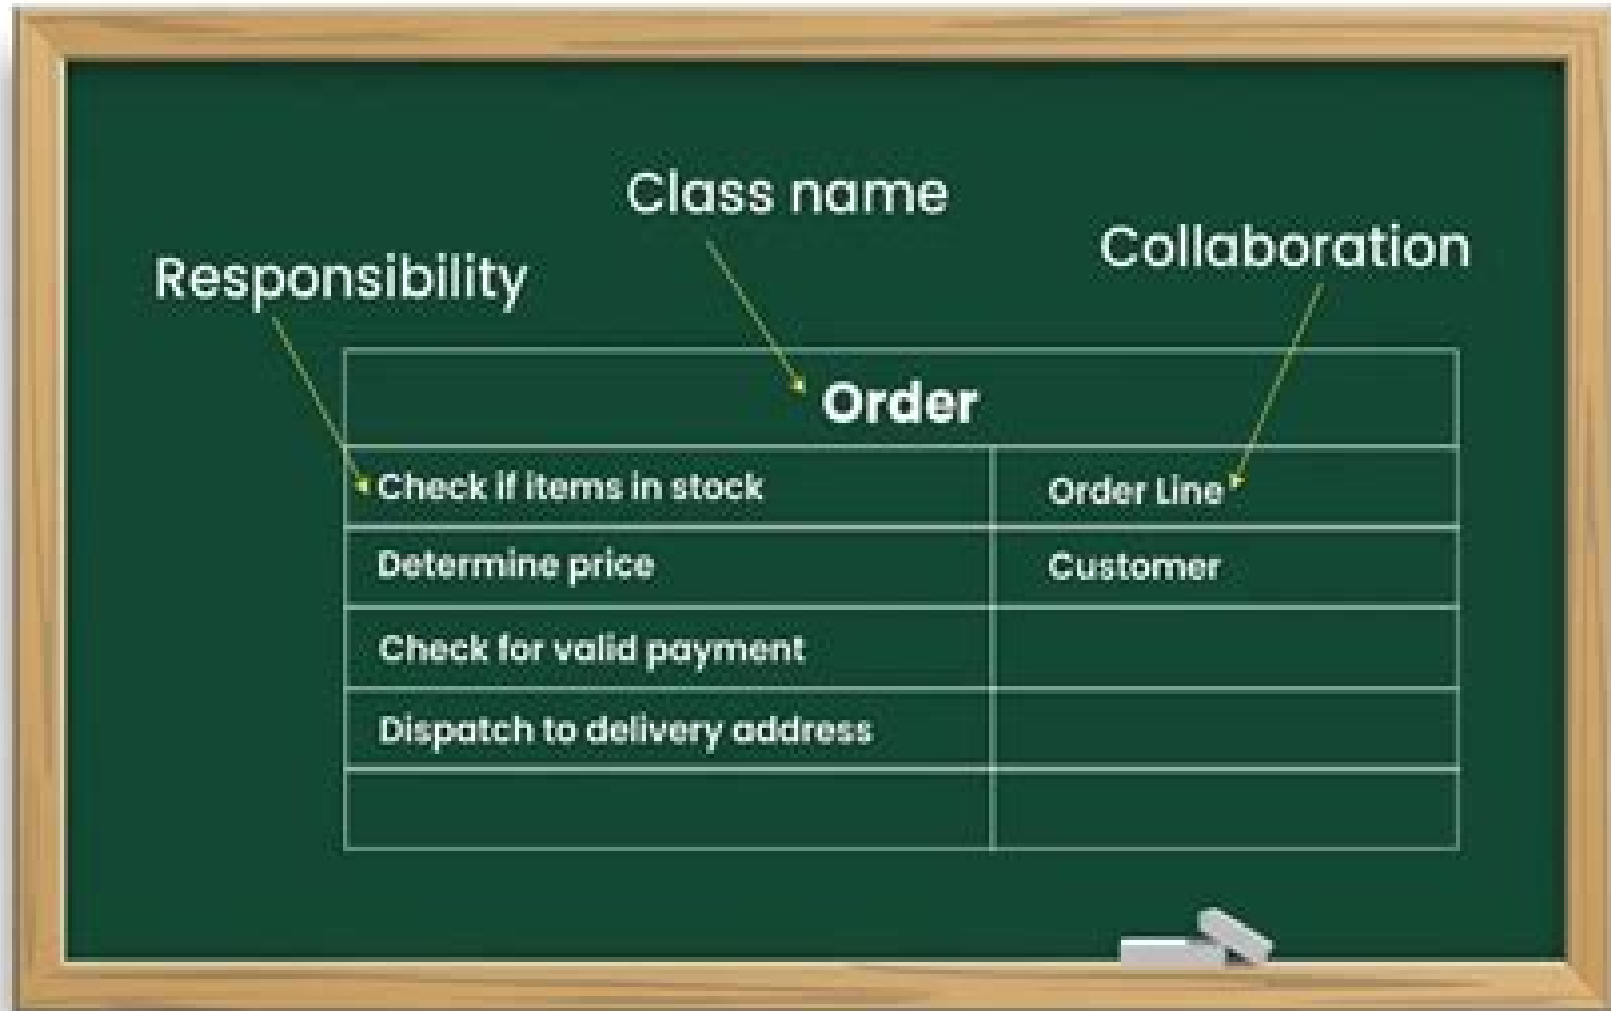 Class name
Responsibility
Collaboration
Order
Check if items in stock
Order Line
Determine price
Customer
Check for valid payment
Dispatch to delivery address